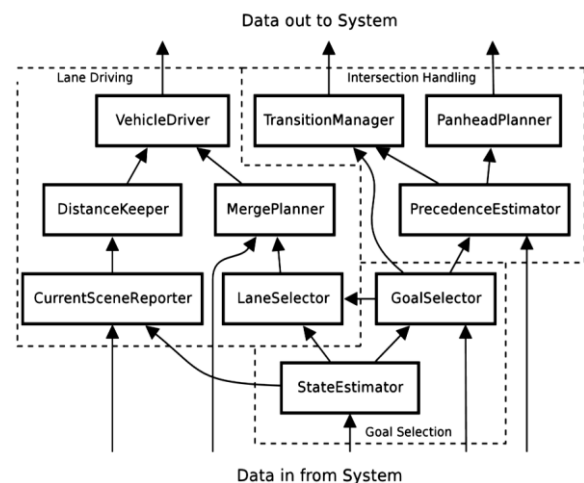 Data out to System
Lane Driving
Intersection Handling
VehicleDriver
TransitionManager
PanheadPlanner
DistanceKeeper
MergePlanner
PrecedenceEstimator
CurrentSceneReporter
LaneSelector
GoalSelector
StateEstimator
Goal Selection
Data in from System